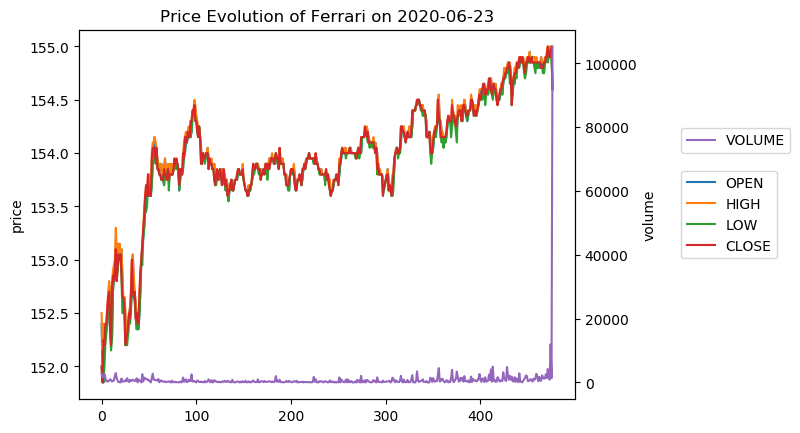 Price Evolution of Ferrari on 2020-06-23
155.0
154.5
154.0
153.5
153.0
152.5
152.0
price
0
100
200
300
400
100000
80000
60000
40000
20000
0
volume
VOLUME
OPEN
HIGH
LOW
CLOSE